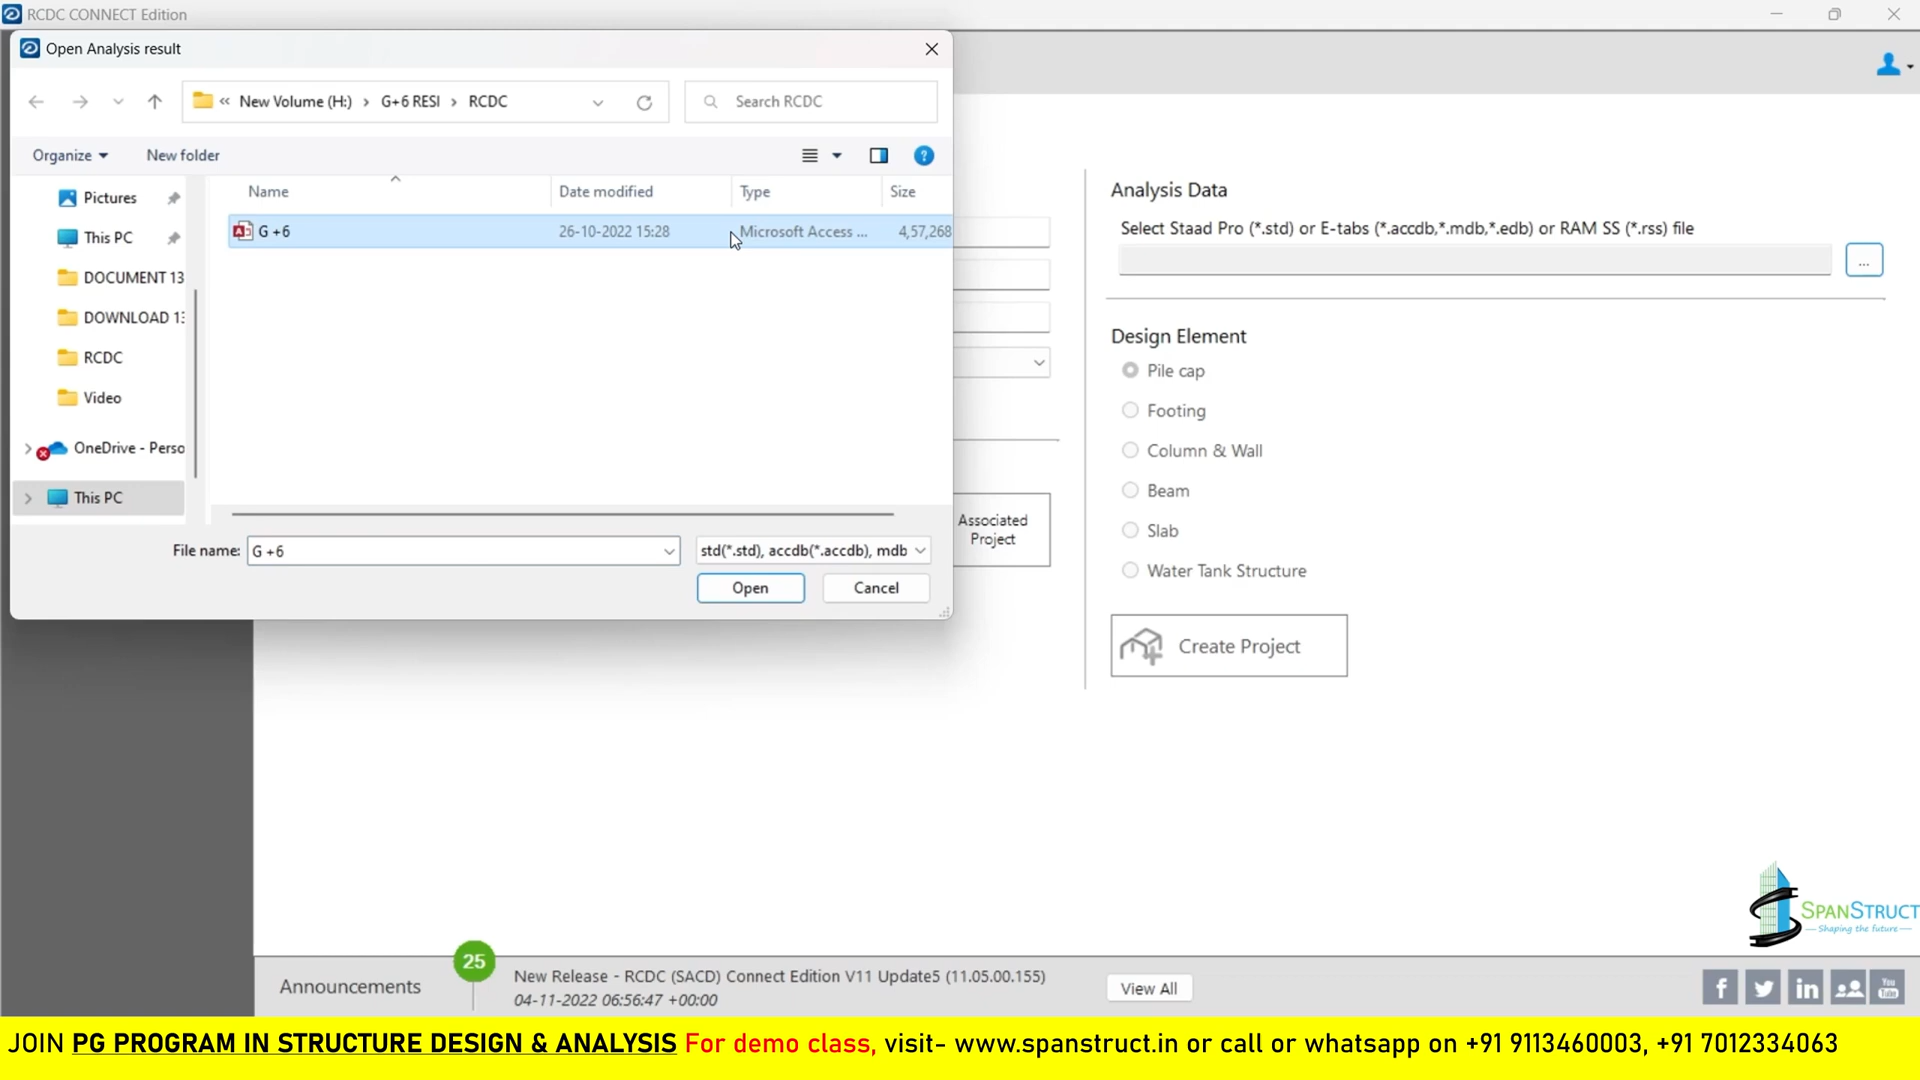 RCDC CONNECT Edition
Open Analysis result
« New Volume (H:) › G+6 RESI › RCDC
Search RCDC
Organize
New folder
?
Pictures
This PC
DOCUMENT 13
DOWNLOAD 1
RCDC
Video
OneDrive - Perso
This PC
Name
Date modified
Type
Size
G +6
26-10-2022 15:28
Microsoft Access ...
4,57,268
File name:
G +6
std(*.std), accdb(*.accdb), mdb
Open
Cancel
Associated
Project
Analysis Data
Select Staad Pro (*.std) or E-tabs (*.accdb,*.mdb,*.edb) or RAM SS (*.rss) file
...
Design Element
Pile cap
Footing
Column & Wall
Beam
Slab
Water Tank Structure
Create Project
SPANSTRUCT
Shaping the future
Announcements
25
New Release - RCDC (SACD) Connect Edition V11 Update5 (11.05.00.155)
04-11-2022 06:56:47 +00:00
View All
f
in
You
Tube
JOIN PG PROGRAM IN STRUCTURE DESIGN & ANALYSIS For demo class, visit- www.spanstruct.in or call or whatsapp on +91 9113460003, +91 7012334063